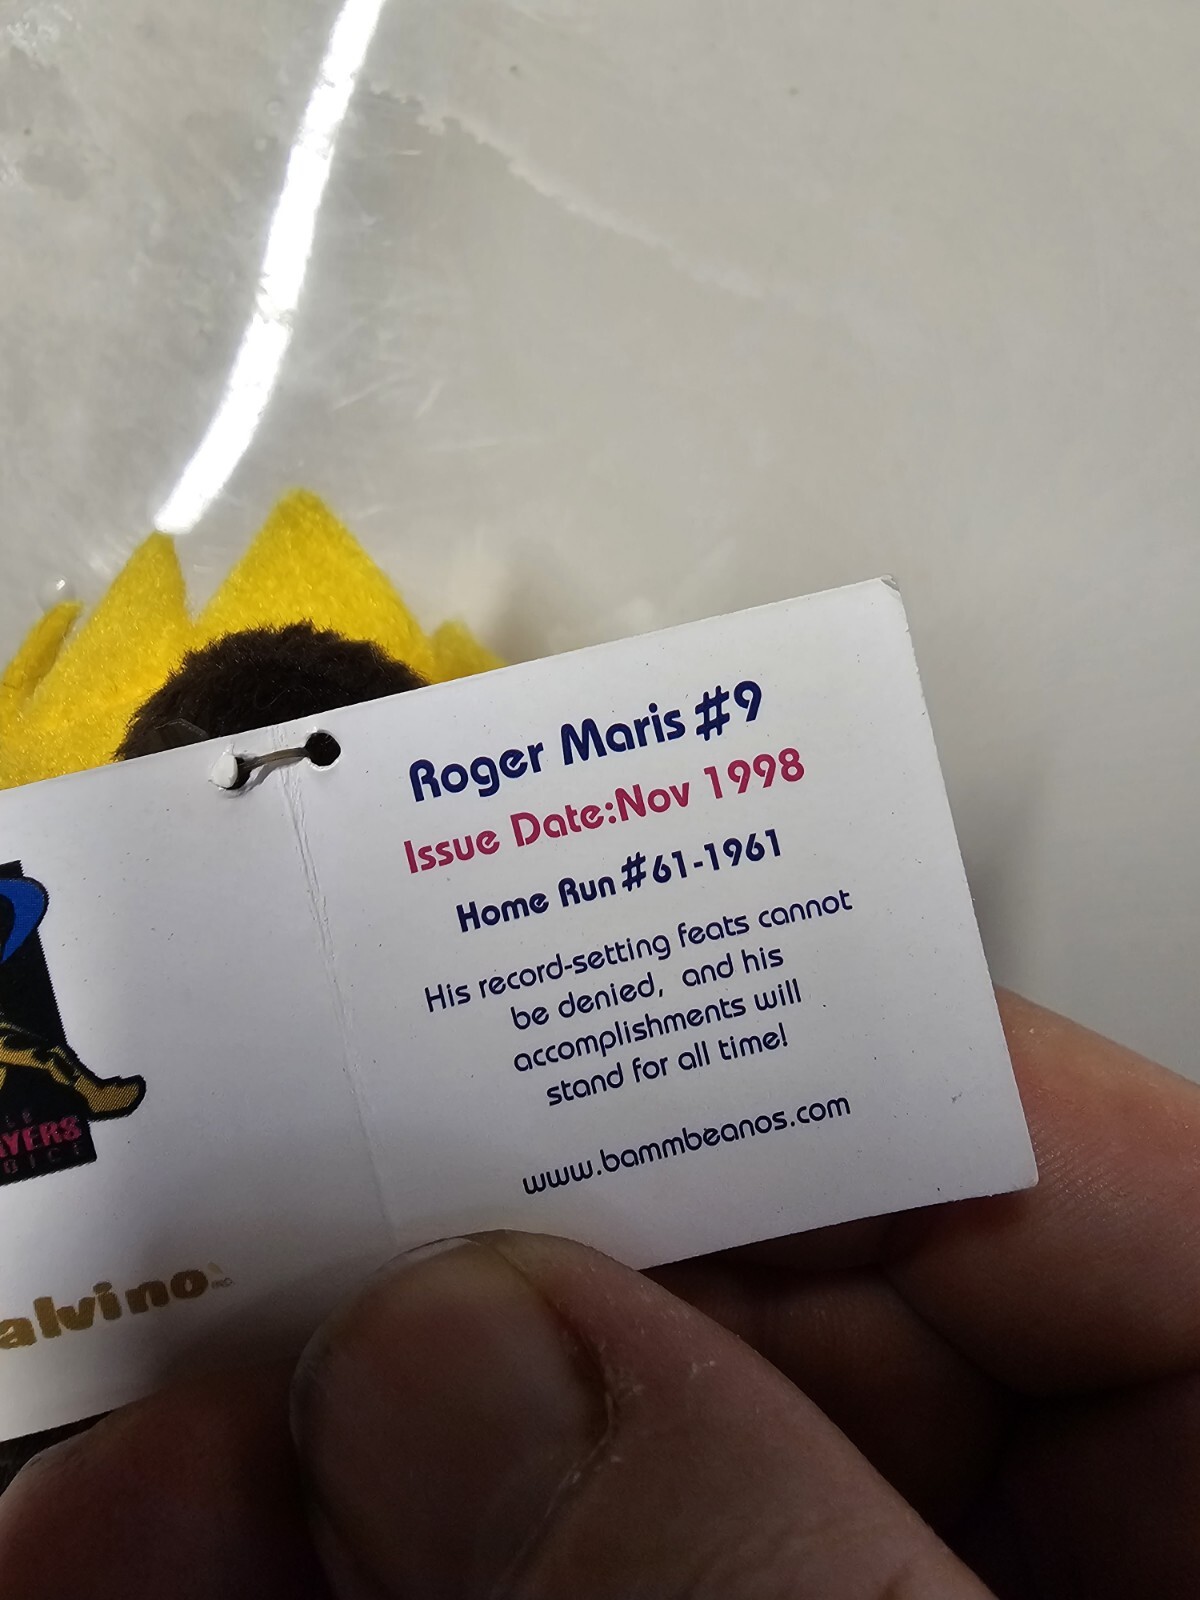 Roger Maris #9
Issue Date:Nov 1998
Home Run #61-1961
His record-setting feats cannot
be denied, and his
accomplishments will
stand for all time!
www.bammbeanos.com
AYERS
alvino